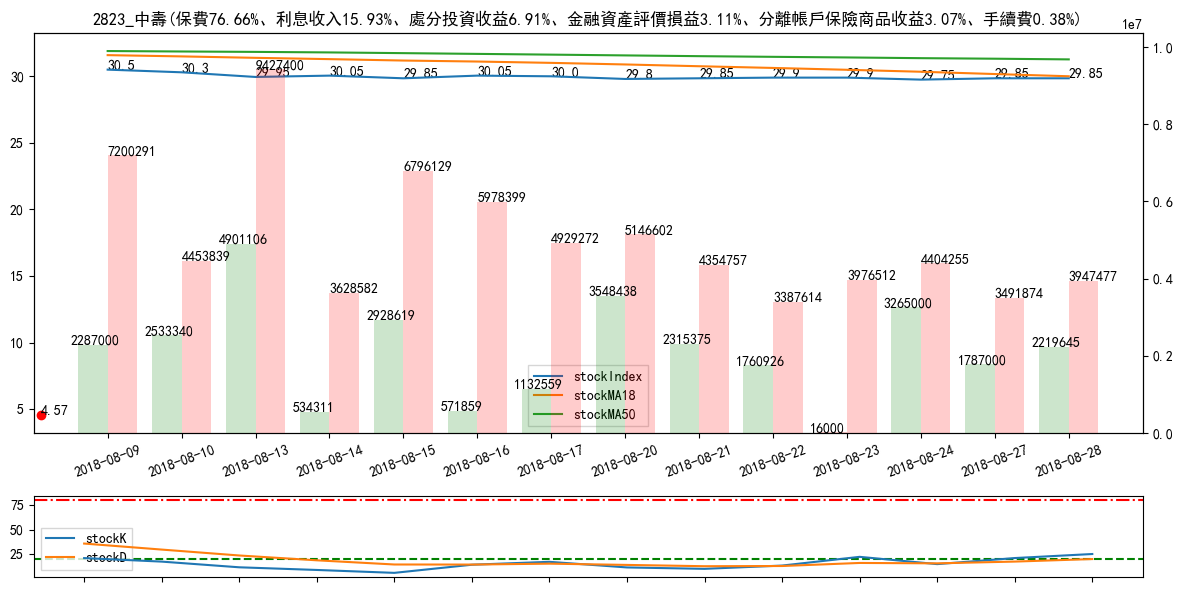 2823_中壽(保費76.66%、利息收入15.93%、處分投資收益6.91%、金融資產評價損益3.11%、分離帳戶保險商品收益3.07%、手續費0.38%)
1e7
30.5 30.3 29.95 30.05 29.85 30.05 30.0 29.8 29.85 29.9 29.9 29.75 29.85 29.85
7200291 4453839 9427400 3628582 6796129 5978399 4929272 5146602 4354757 3387614 3976512 4404255 3491874 3947477
2287000 2533340 4901106 534311 2928619 571859 1132559 3548438 2315375 1760926 16000 3265000 1787000 2219645
4.57
30
25
20
15
10
5
1.0
0.8
0.6
0.4
0.2
0.0
stockIndex
stockMA18
stockMA50
2018-08-09 2018-08-10 2018-08-13 2018-08-14 2018-08-15 2018-08-16 2018-08-17 2018-08-20 2018-08-21 2018-08-22 2018-08-23 2018-08-24 2018-08-27 2018-08-28
75
50
25
stockK
stockD